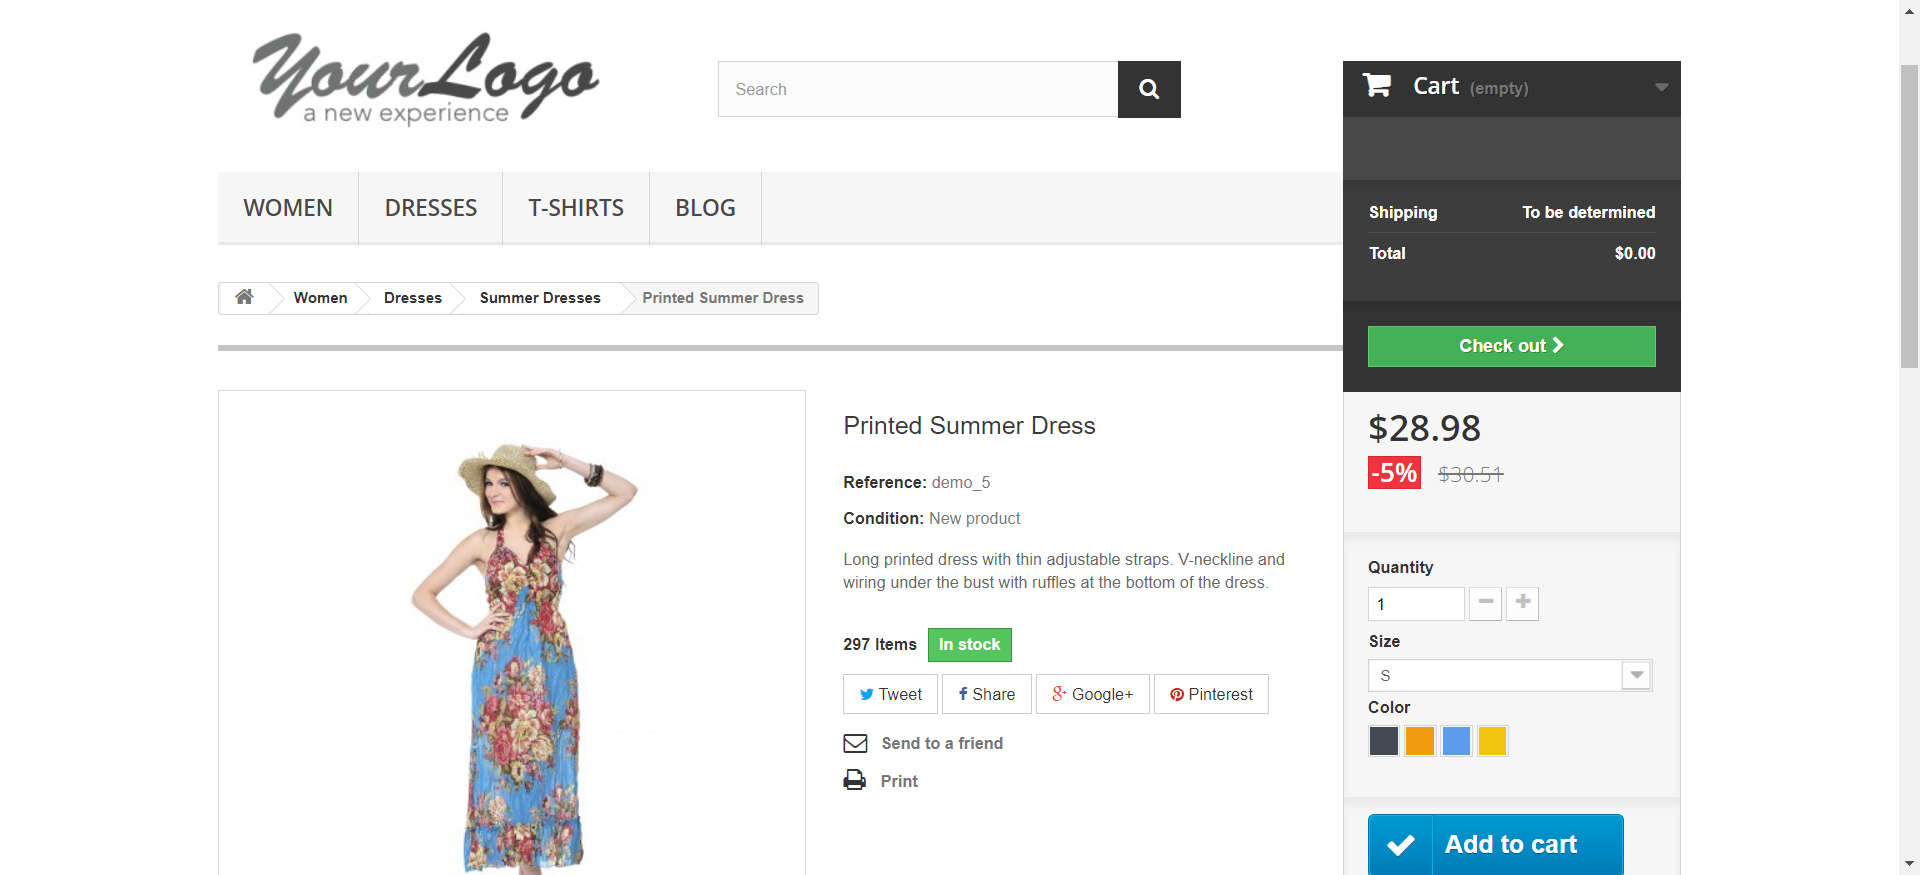 YourLogo
a new experience
Search
Cart (empty)
Shipping To be determined
Total $0.00
Check out
WOMEN DRESSES T-SHIRTS BLOG
Women Dresses Summer Dresses Printed Summer Dress
Printed Summer Dress
Reference: demo_5
Condition: New product
Long printed dress with thin adjustable straps. V-neckline and
wiring under the bust with ruffles at the bottom of the dress.
297 Items In stock
Tweet Share Google+ Pinterest
Send to a friend
Print
$28.98
-5% $30.51
Quantity
1
Size
S
Color
Add to cart